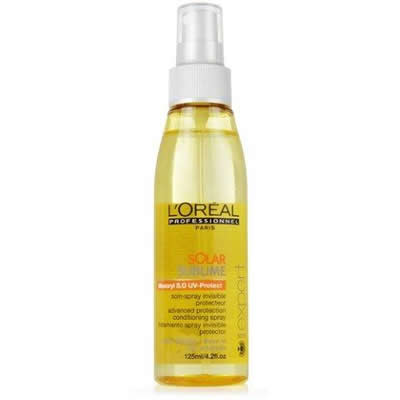 L'ORÉAL
PROFESSIONNEL
PARIS
SOLAR
SUBLIME
Mexoryl S.O UV-Protect
soin-spray invisible
protecteur
advanced protection
conditioning spray
tratamiento spray invisible
protector
125ml/4.2fl.oz
expert